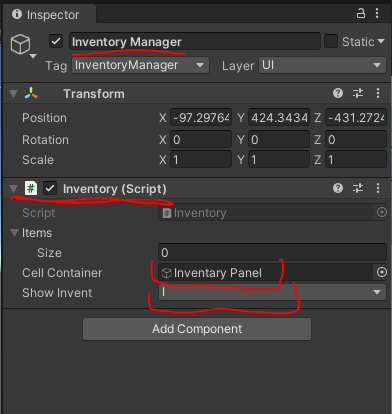 Inspector
Inventory Manager Static
Tag InventoryManager Layer UI
Transform
Position X -97.29764 Y 424.3434 Z -431.2724
Rotation X 0 Y 0 Z 0
Scale X 1 Y 1 Z 1
# Inventory (Script)
Script # Inventory
Items
Size 0
Cell Container Inventary Panel
Show Invent I
Add Component